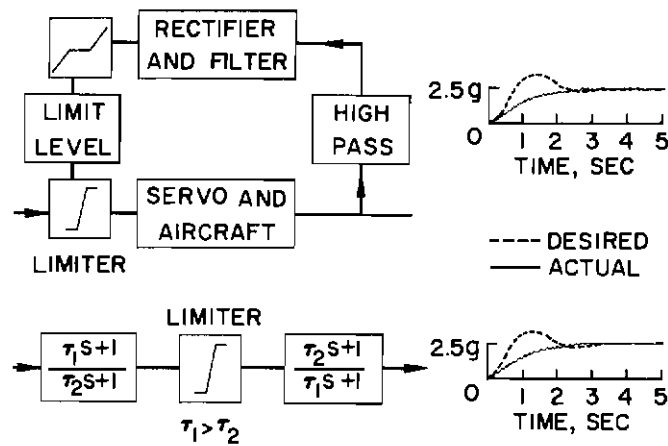 RECTIFIER
AND FILTER
LIMIT
LEVEL
HIGH
PASS
SERVO AND
AIRCRAFT
LIMITER
2.5g
0 1 2 3 4 5
TIME, SEC
DESIRED
ACTUAL
LIMITER
τ₁S+1
τ₂S+1
τ₂S+1
τ₁S+1
τ₁>τ₂
2.5g
0 1 2 3 4 5
TIME, SEC